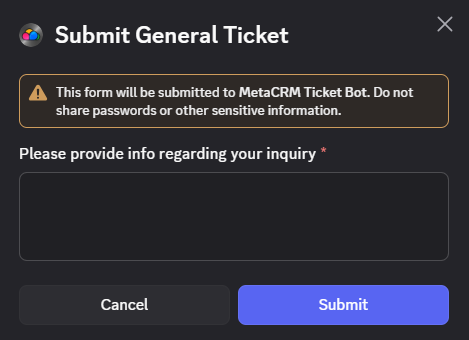 Submit General Ticket
This form will be submitted to MetaCRM Ticket Bot. Do not
share passwords or other sensitive information.
Please provide info regarding your inquiry *
Cancel
Submit